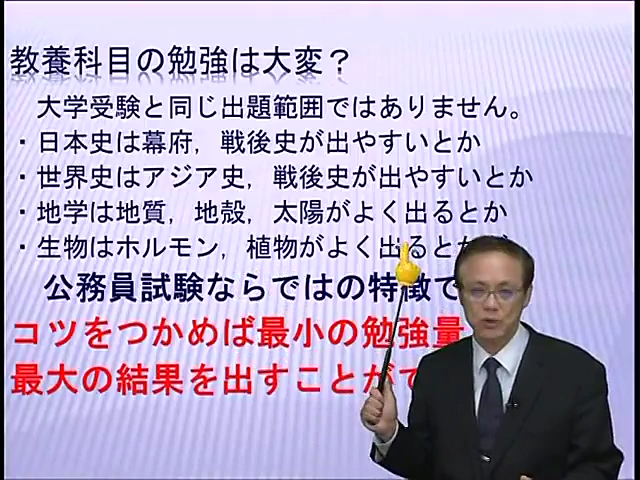 教養科目の勉強は大変？
大学受験と同じ出題範囲ではありません。
・日本史は幕府，戦後史が出やすいとか
・世界史はアジア史，戦後史が出やすいとか
・地学は地質，地殻，太陽がよく出るとか
・生物はホルモン，植物がよく出るとか
公務員試験ならではの特徴で
コツをつかめば最小の勉強量
最大の結果を出すことがで